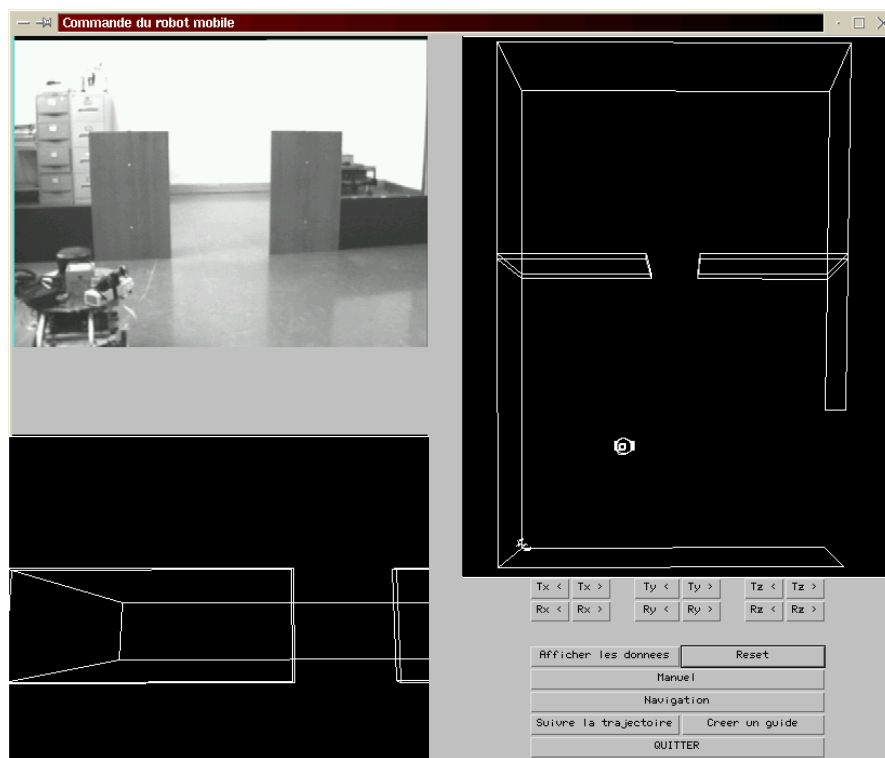 Commande du robot mobile
Tx < Tx > Ty < Ty > Tz < Tz >
Rx < Rx > Ry < Ry > Rz < Rz >
Afficher les donnees Reset
Manuel
Navigation
Suivre la trajectoire Creer un guide
QUITTER